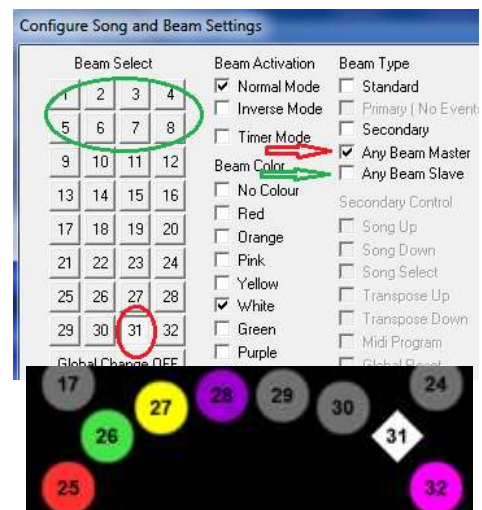 Configure Song and Beam Settings
Beam Select
1 2 3 4
5 6 7 8
9 10 11 12
13 14 15 16
17 18 19 20
21 22 23 24
25 26 27 28
29 30 31 32
Global Change OFF
Beam Activation
Normal Mode
Inverse Mode
Timer Mode
Beam Color
No Colour
Red
Orange
Pink
Yellow
White
Green
Purple
Beam Type
Standard
Primary ( No Events
Secondary
Any Beam Master
Any Beam Slave
Secondary Control
Song Up
Song Down
Song Select
Transpose Up
Transpose Down
Midi Program
Global Reset
17 27 28 29 30 24
26 31
25 32